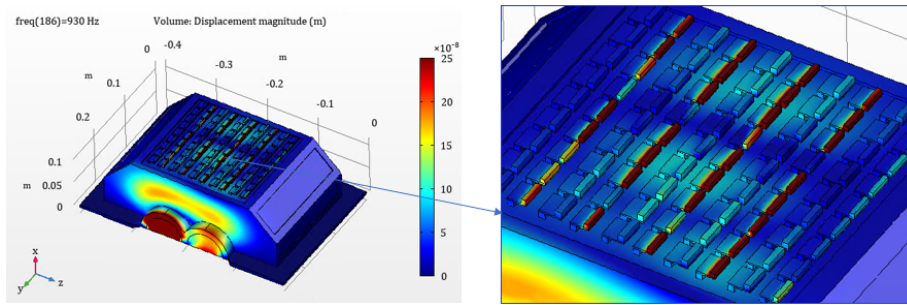 freq(186)=930 Hz
Volume: Displacement magnitude (m)
0
-0.4
m
0.1
-0.3
m
0.2
-0.2
-0.1
0
0.1
m
0.05
0
×10⁻⁸
25
20
15
10
5
0
x
y
z